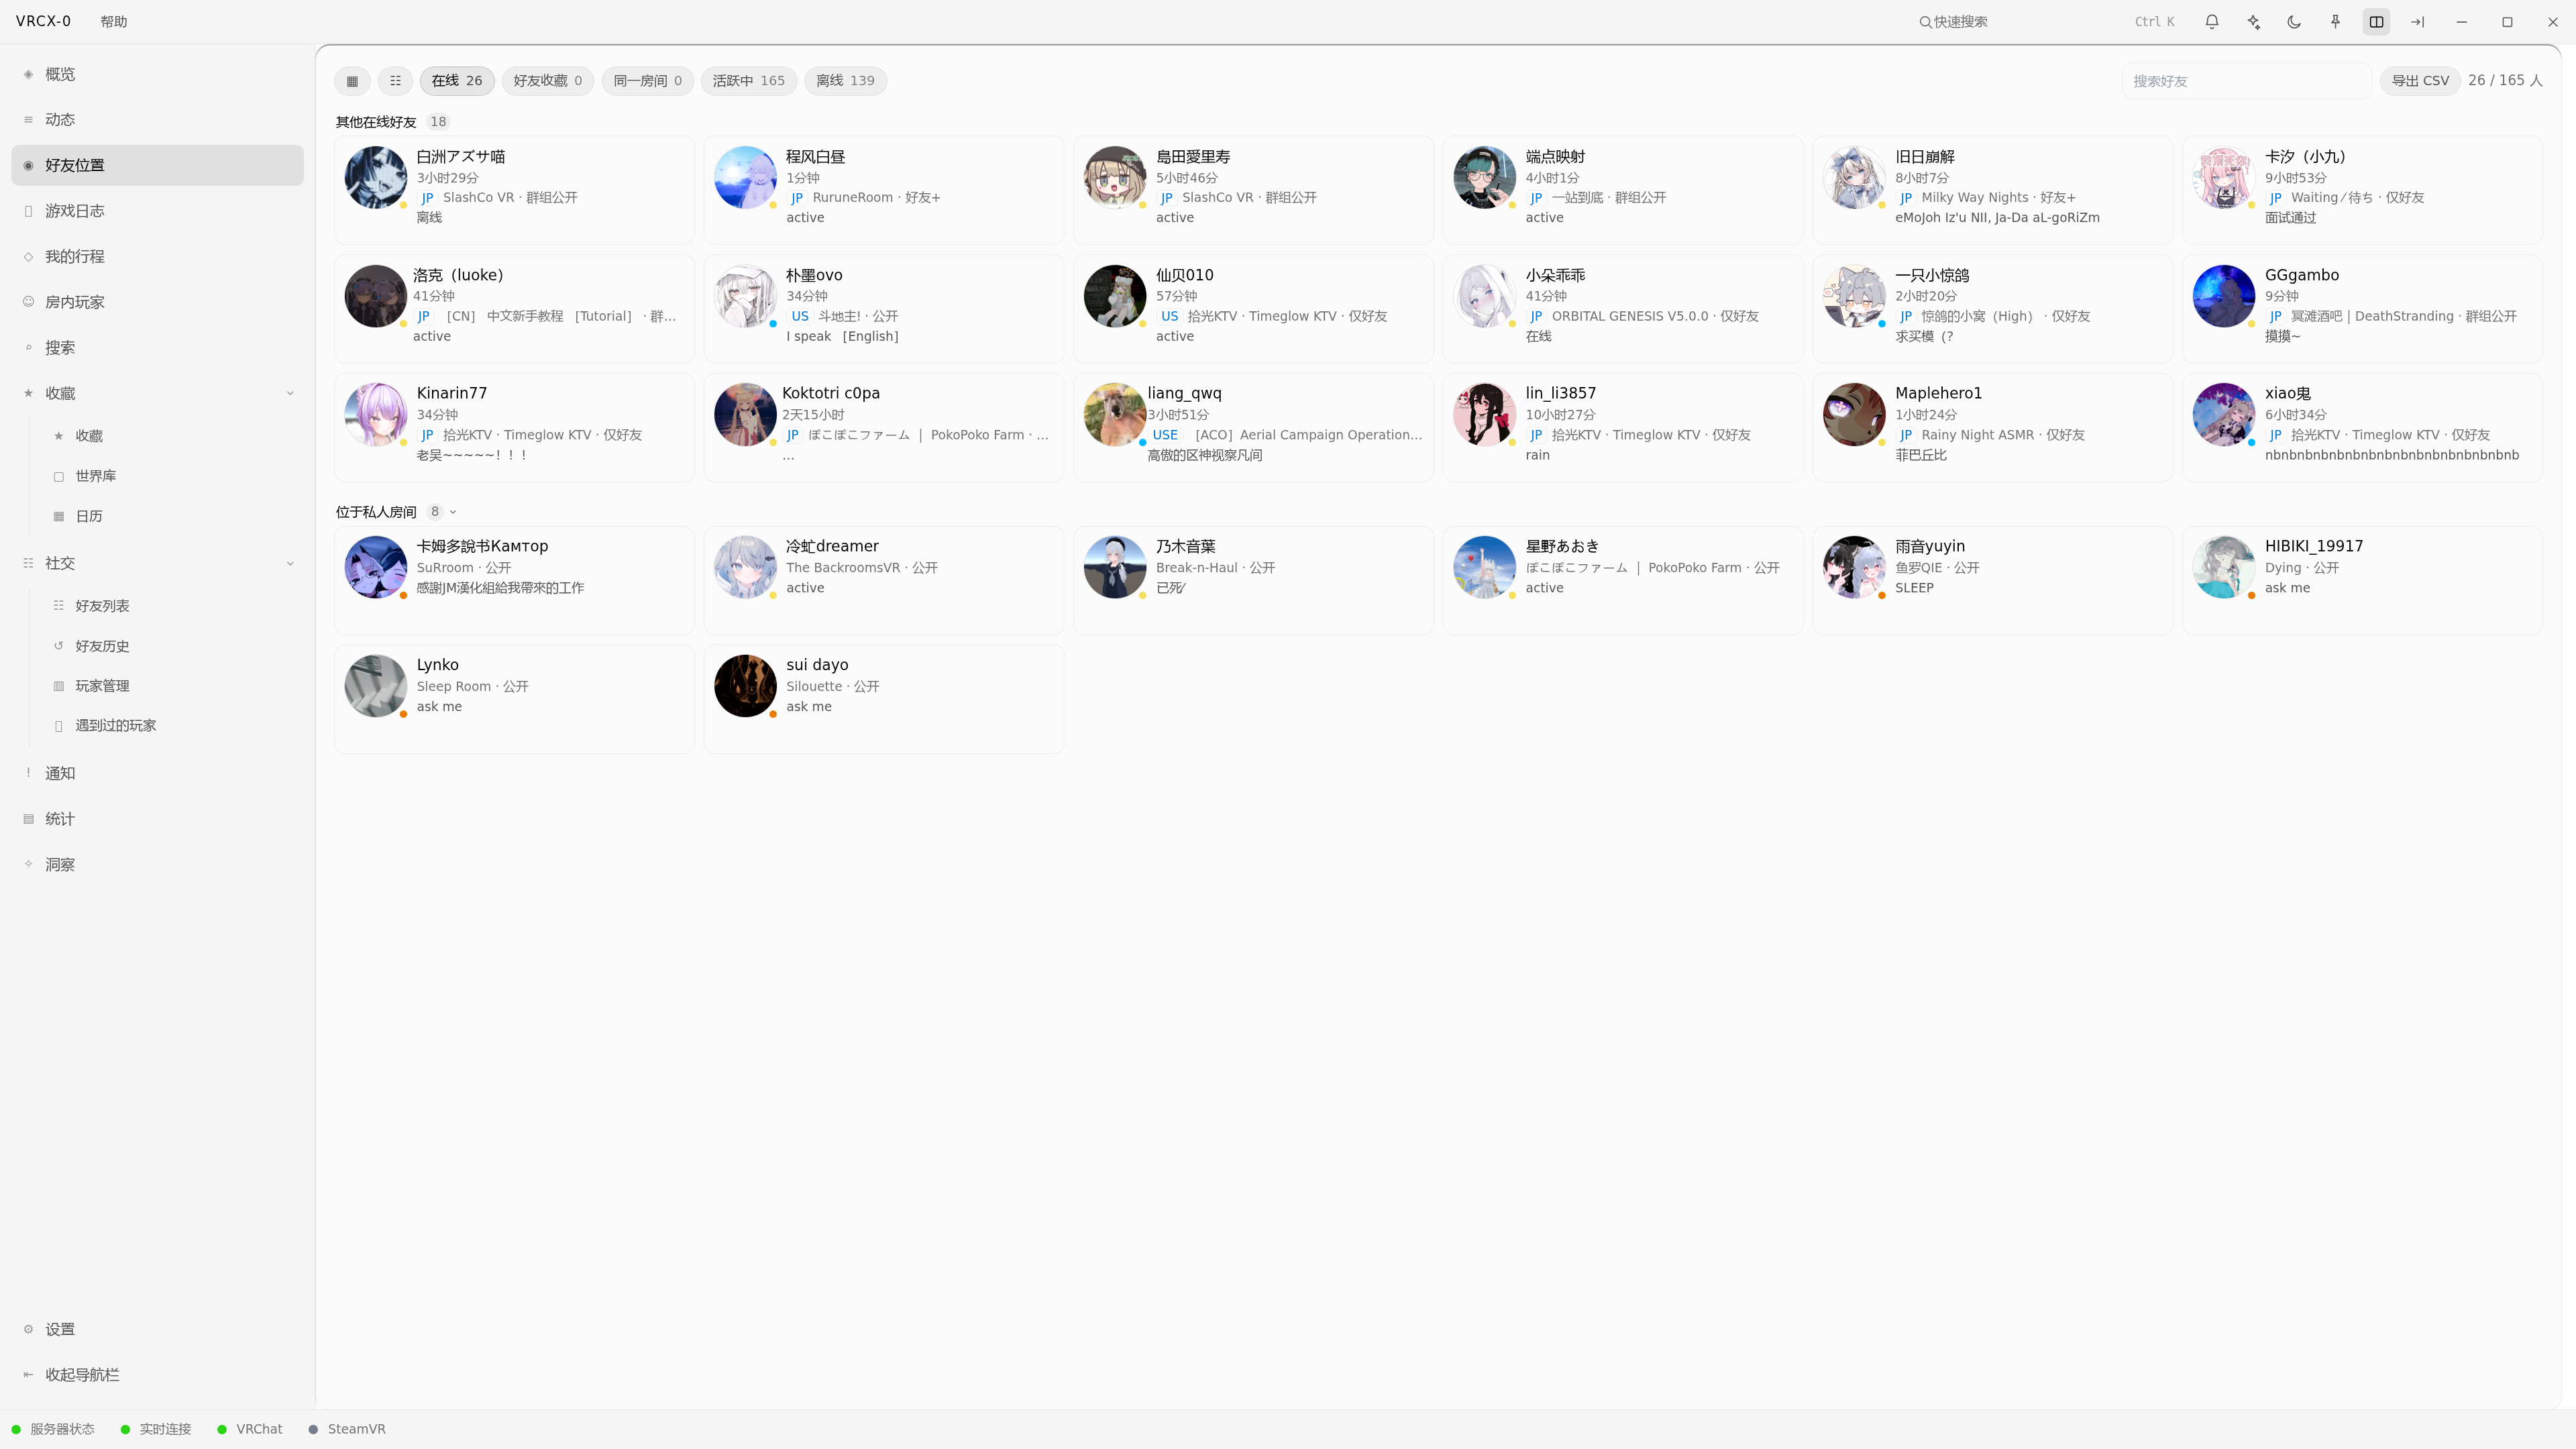 VRCX-0 帮助 快速搜索 Ctrl K
概览
动态
好友位置
游戏日志
我的行程
房内玩家
搜索
收藏
收藏
世界库
日历
社交
好友列表
好友历史
玩家管理
遇到过的玩家
通知
统计
洞察
设置
收起导航栏
在线 26 好友收藏 0 同一房间 0 活跃中 165 离线 139 搜索好友 导出 CSV 26 / 165 人
其他在线好友 18
白洲アズサ喵
3小时29分
JP SlashCo VR · 群组公开
离线
程风白昼
1分钟
JP RuruneRoom · 好友+
active
島田愛里寿
5小时46分
JP SlashCo VR · 群组公开
active
端点映射
4小时1分
JP 一站到底 · 群组公开
active
旧日崩解
8小时7分
JP Milky Way Nights · 好友+
eMoJoh Iz'u NII, Ja-Da aL-goRiZm
卡汐（小九）
9小时53分
JP Waiting ⁄ 待ち · 仅好友
面试通过
洛克（luoke）
41分钟
JP ［CN］ 中文新手教程 ［Tutorial］ · 群…
active
朴墨ovo
34分钟
US 斗地主! · 公开
I speak ［English］
仙贝010
57分钟
US 拾光KTV · Timeglow KTV · 仅好友
active
小朵乖乖
41分钟
JP ORBITAL GENESIS V5.0.0 · 仅好友
在线
一只小惊鸽
2小时20分
JP 惊鸽的小窝（High） · 仅好友
求买模（?
GGgambo
9分钟
JP 冥滩酒吧 | DeathStranding · 群组公开
摸摸~
Kinarin77
34分钟
JP 拾光KTV · Timeglow KTV · 仅好友
老吴~~~~~！！！
Koktotri c0pa
2天15小时
JP ぽこぽこファーム ｜ PokoPoko Farm · …
…
liang_qwq
3小时51分
USE ［ACO］Aerial Campaign Operation…
高傲的区神视察凡间
lin_li3857
10小时27分
JP 拾光KTV · Timeglow KTV · 仅好友
rain
Maplehero1
1小时24分
JP Rainy Night ASMR · 仅好友
菲巴丘比
xiao鬼
6小时34分
JP 拾光KTV · Timeglow KTV · 仅好友
nbnbnbnbnbnbnbnbnbnbnbnbnbnbnb
位于私人房间 8
卡姆多說书Камтор
SuRoom · 公开
感謝JM漢化組給我帶來的工作
冷虻dreamer
The BackroomsVR · 公开
active
乃木音葉
Break-n-Haul · 公开
已死⁄
星野あおき
ぽこぽこファーム ｜ PokoPoko Farm · 公开
active
雨音yuyin
鱼罗QIE · 公开
SLEEP
HIBIKI_19917
Dying · 公开
ask me
Lynko
Sleep Room · 公开
ask me
sui dayo
Silouette · 公开
ask me
服务器状态 实时连接 VRChat SteamVR